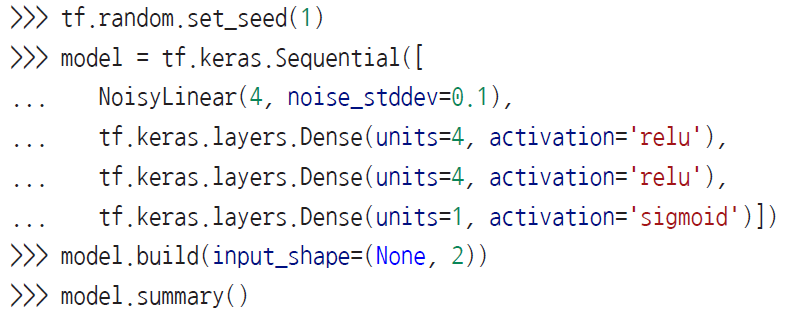 >>> tf.random.set_seed(1)
>>> model = tf.keras.Sequential([
...    NoisyLinear(4, noise_stddev=0.1),
...    tf.keras.layers.Dense(units=4, activation='relu'),
...    tf.keras.layers.Dense(units=4, activation='relu'),
...    tf.keras.layers.Dense(units=1, activation='sigmoid')])
>>> model.build(input_shape=(None, 2))
>>> model.summary()